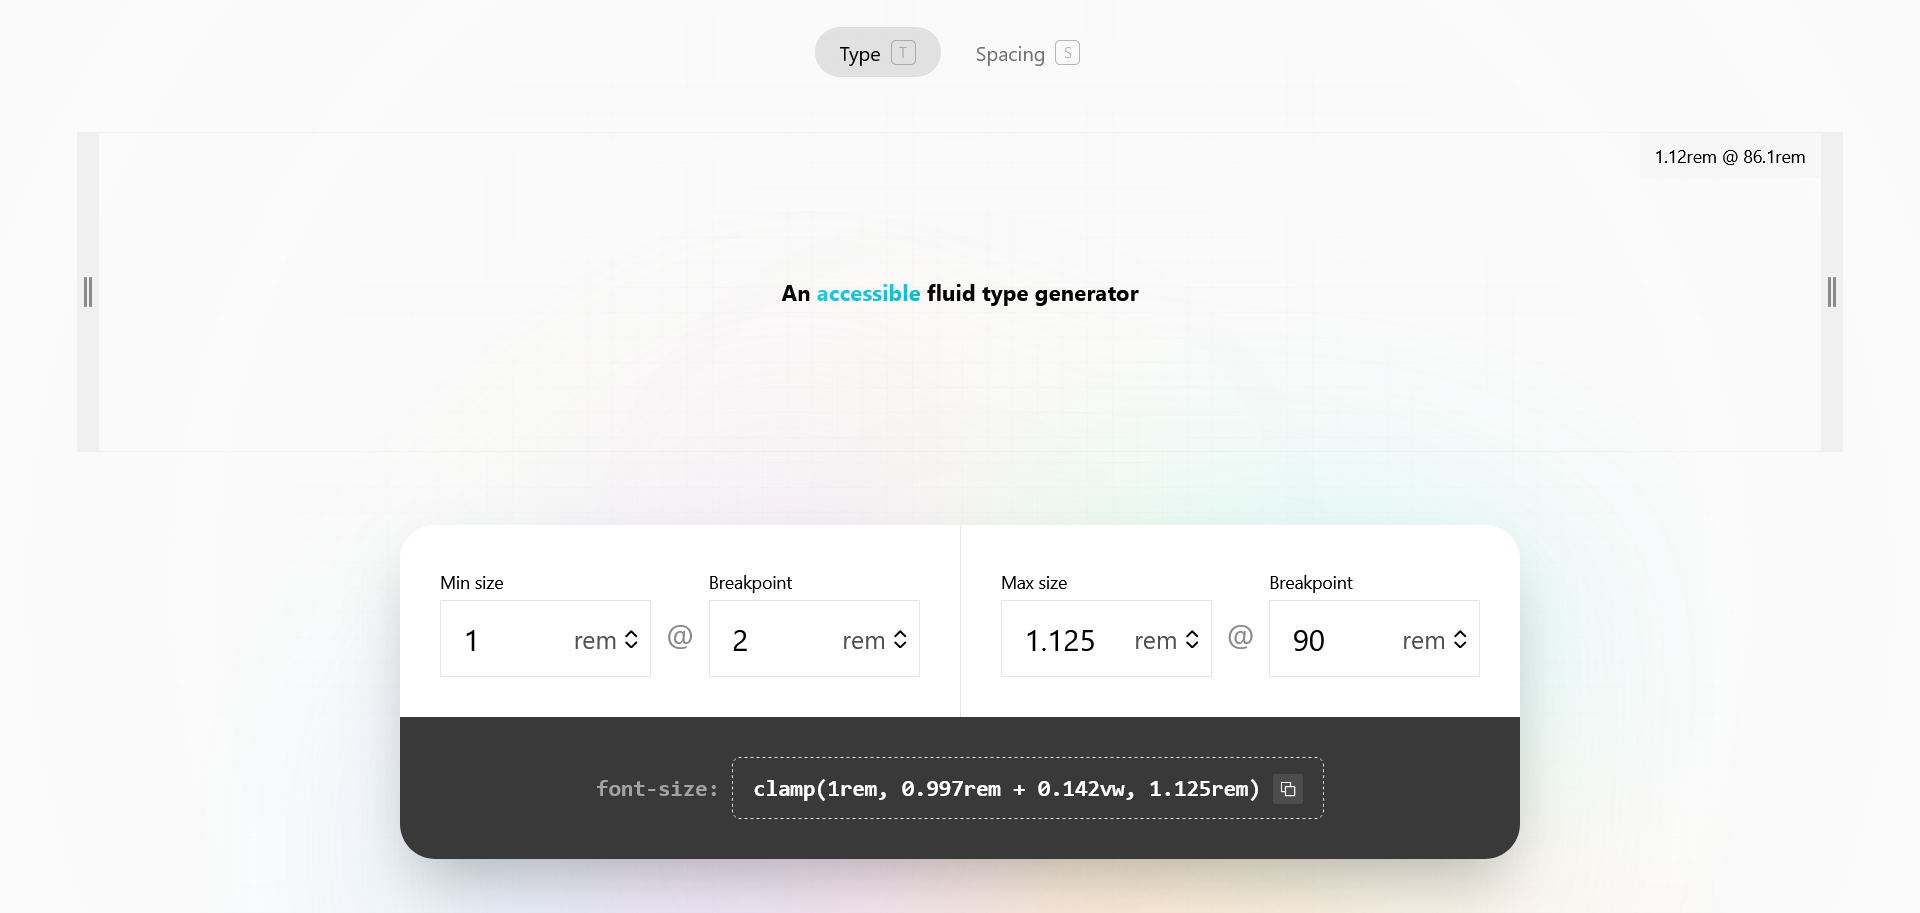 Type T Spacing S
1.12rem @ 86.1rem
An accessible fluid type generator
Min size Breakpoint Max size Breakpoint
1 rem @ 2 rem 1.125 rem @ 90 rem
font-size: clamp(1rem, 0.997rem + 0.142vw, 1.125rem)